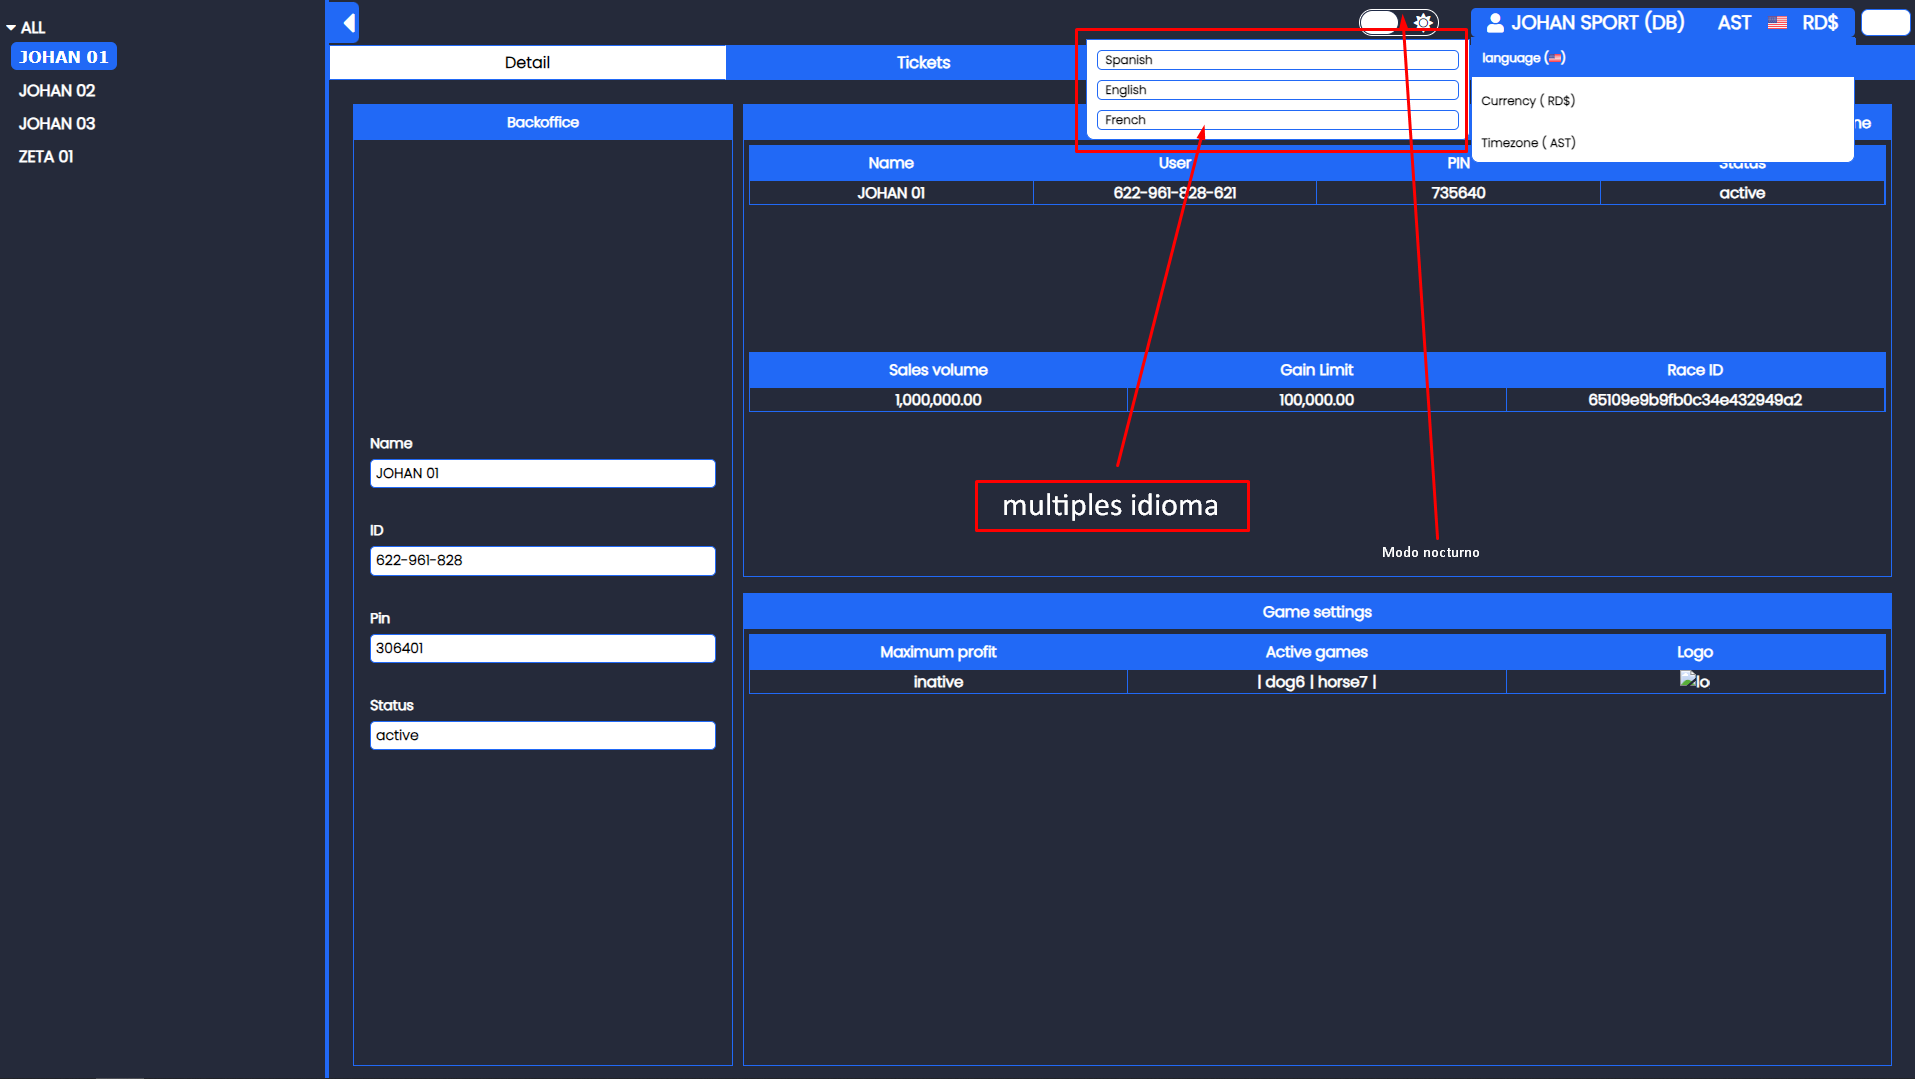 ALL
JOHAN 01
JOHAN 02
JOHAN 03
ZETA 01
JOHAN SPORT (DB) AST RD$
language ( )
Currency ( RD$)
Timezone ( AST)
Spanish
English
French
Detail
Tickets
Backoffice
Name
JOHAN 01
ID
622-961-828
Pin
306401
Status
active
Name User PIN Status
JOHAN 01 622-961-828-621 735640 active
Sales volume Gain Limit Race ID
1,000,000.00 100,000.00 65109e9b9fb0c34e432949a2
multiples idioma
Modo nocturno
Game settings
Maximum profit Active games Logo
inative | dog6 | horse7 | lo